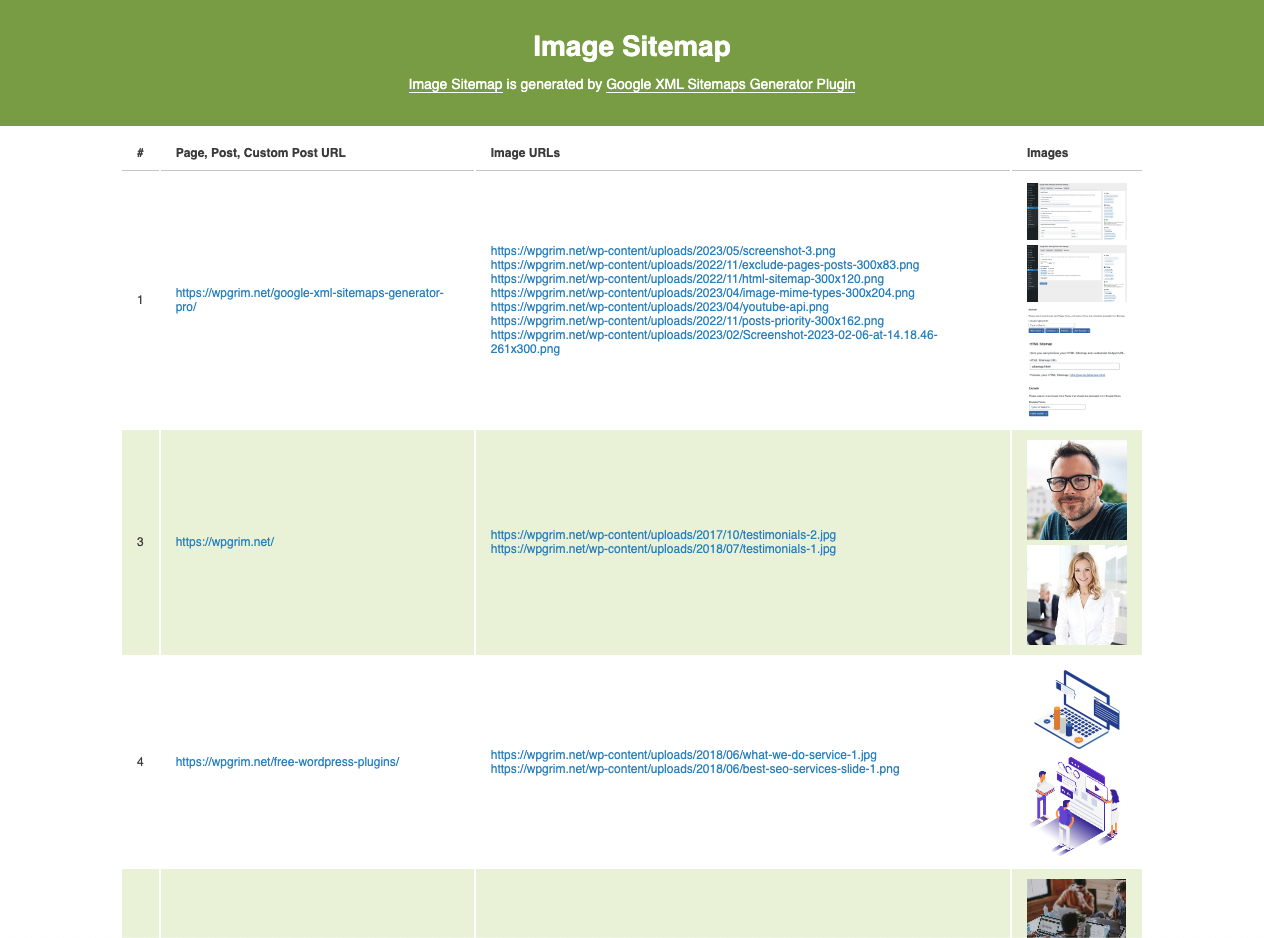 Image Sitemap
Image Sitemap is generated by Google XML Sitemaps Generator Plugin
# Page, Post, Custom Post URL Image URLs Images
1
https://wpgrim.net/google-xml-sitemaps-generator-
pro/
https://wpgrim.net/wp-content/uploads/2023/05/screenshot-3.png
https://wpgrim.net/wp-content/uploads/2022/11/exclude-pages-posts-300x83.png
https://wpgrim.net/wp-content/uploads/2022/11/html-sitemap-300x120.png
https://wpgrim.net/wp-content/uploads/2023/04/image-mime-types-300x204.png
https://wpgrim.net/wp-content/uploads/2023/04/youtube-api.png
https://wpgrim.net/wp-content/uploads/2022/11/posts-priority-300x162.png
https://wpgrim.net/wp-content/uploads/2023/02/Screenshot-2023-02-06-at-14.18.46-
261x300.png
HTML Sitemap
3
https://wpgrim.net/
https://wpgrim.net/wp-content/uploads/2017/10/testimonials-2.jpg
https://wpgrim.net/wp-content/uploads/2018/07/testimonials-1.jpg
4
https://wpgrim.net/free-wordpress-plugins/
https://wpgrim.net/wp-content/uploads/2018/06/what-we-do-service-1.jpg
https://wpgrim.net/wp-content/uploads/2018/06/best-seo-services-slide-1.png